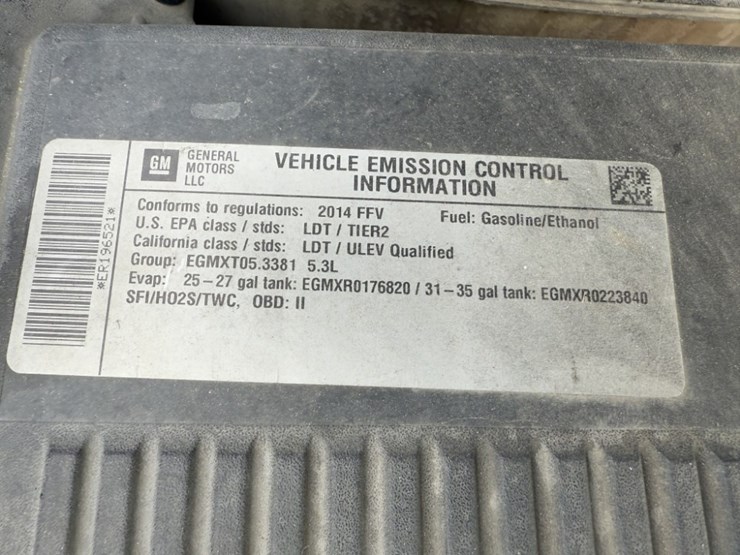 GM GENERAL MOTORS LLC
VEHICLE EMISSION CONTROL
INFORMATION
Conforms to regulations: 2014 FFV Fuel: Gasoline/Ethanol
U.S. EPA class / stds: LDT / TIER2
California class / stds: LDT / ULEV Qualified
Group: EGMXT05.3381 5.3L
Evap: 25-27 gal tank: EGMXR0176820 / 31-35 gal tank: EGMXR0223840
SFI/HO2S/TWC, OBD: II
*ER196521*